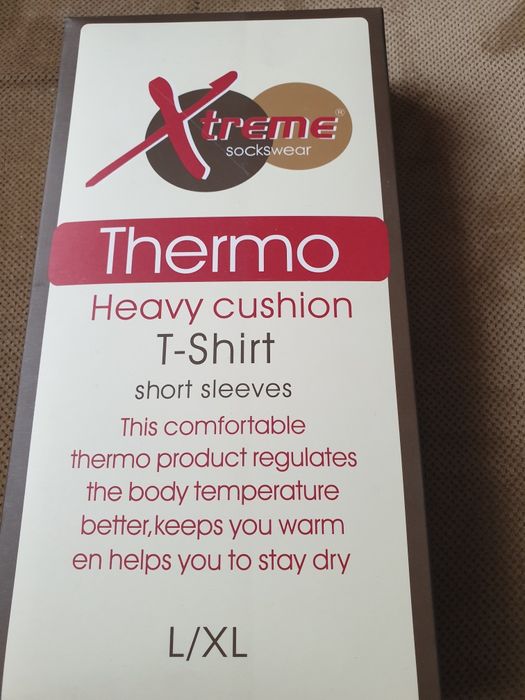 Xtreme®
sockswear
Thermo
Heavy cushion
T-Shirt
short sleeves
This comfortable
thermo product regulates
the body temperature
better,keeps you warm
en helps you to stay dry
L/XL